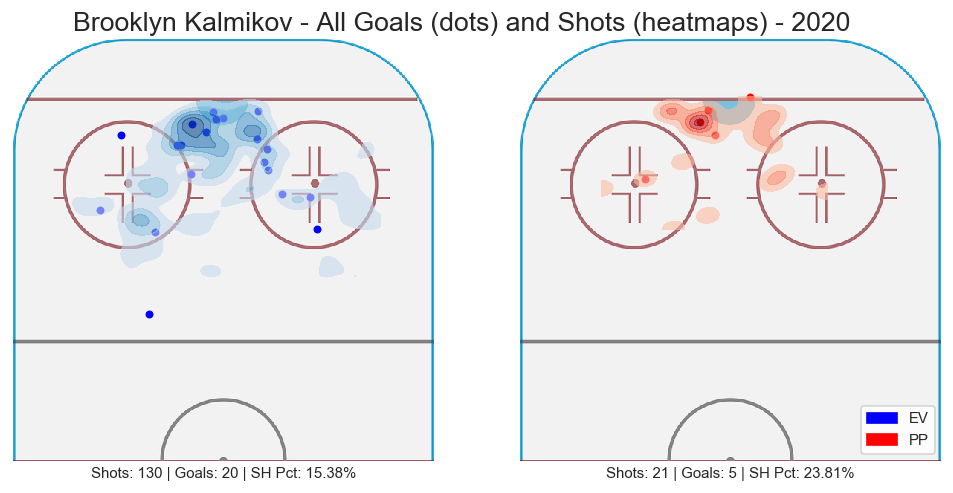 Brooklyn Kalmikov - All Goals (dots) and Shots (heatmaps) - 2020
EV
PP
Shots: 130 | Goals: 20 | SH Pct: 15.38%
Shots: 21 | Goals: 5 | SH Pct: 23.81%